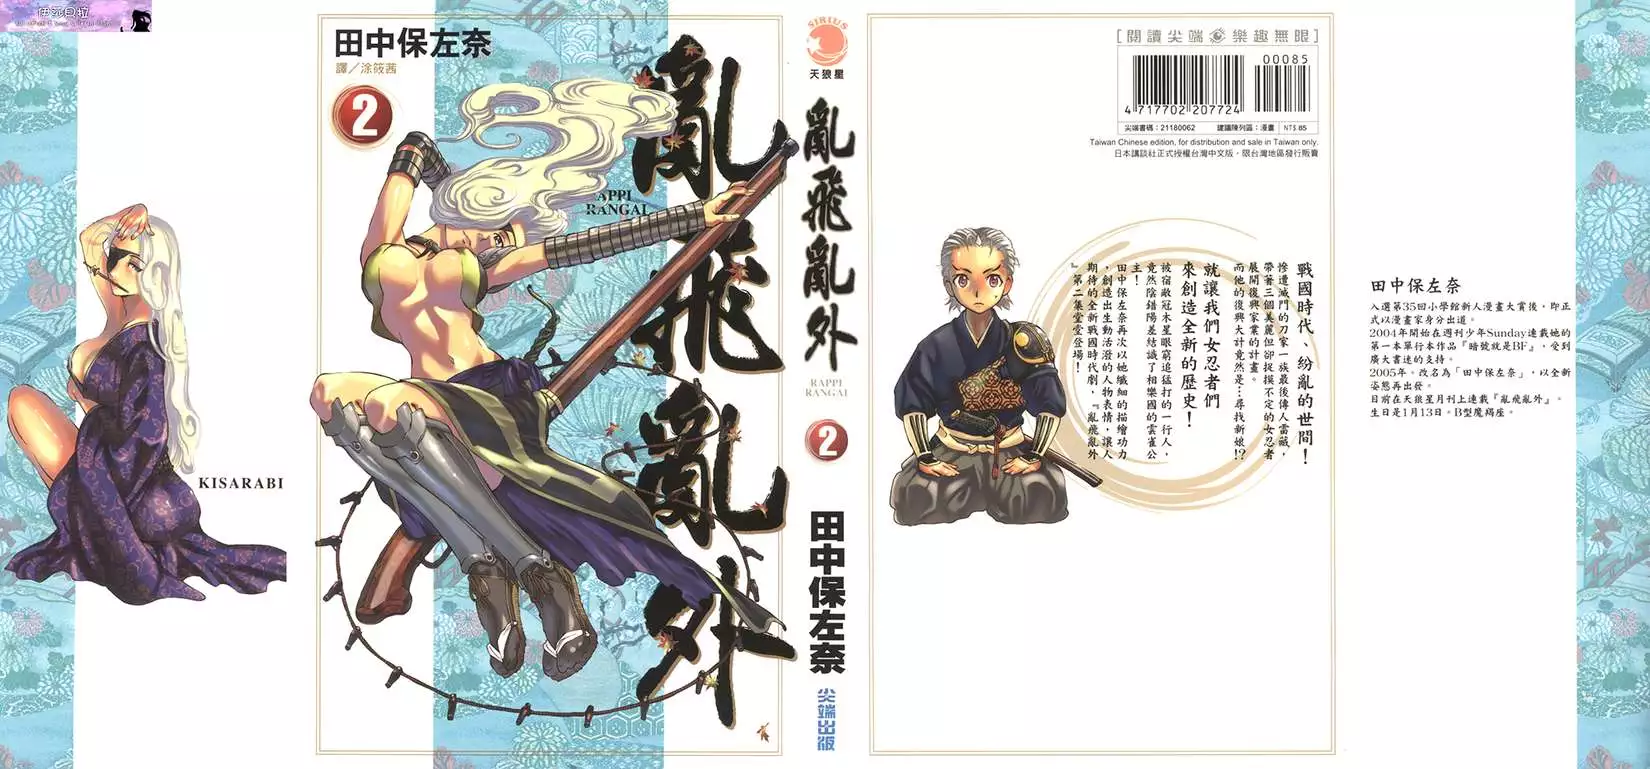 伊莎貝拉
KISARABI
田中保左奈
譯／涂筱茜
2
亂飛亂外
RAPPI
RANGAI
SIRIUS
天狼星
亂飛亂外
RAPPI
RANGAI
2
田中保左奈
尖端出版
[閱讀尖端 樂趣無限]
00085
4 717702 207724
尖端書碼：21180062 建議陳列區：漫畫 NT$ 85
Taiwan Chinese edition, for distribution and sale in Taiwan only.
日本講談社正式授權台灣中文版，限台灣地區發行販賣
戰國時代、紛亂的世間！
慘遭滅門的刀家一族最後傳人雷藏，
帶著三個美麗但卻捉摸不定的女忍者
展開復興家業的計畫。
而他的復興大計竟然是…尋找新娘!?
就讓我們女忍者們
來創造全新的歷史！
被宿敵冠木星眼窮追猛打的一行人，
竟然陰錯陽差結識了相樂國的雲雀公
主！
田中保左奈再次以她纖細的描繪功力
，創造出生動活潑的人物表情，讓人
期待的全新戰國時代劇，『亂飛亂外
』第二集堂堂登場！
田中保左奈
入選第35回小學館新人漫畫大賞後，即正
式以漫畫家身分出道。
2004年開始在週刊少年Sunday連載她的
第一本單行本作品『暗號就是BF』，受到
廣大書迷的支持。
2005年。改名為「田中保左奈」，以全新
姿態再出發。
目前在天狼星月刊上連載『亂飛亂外』。
生日是1月13日。B型魔羯座。